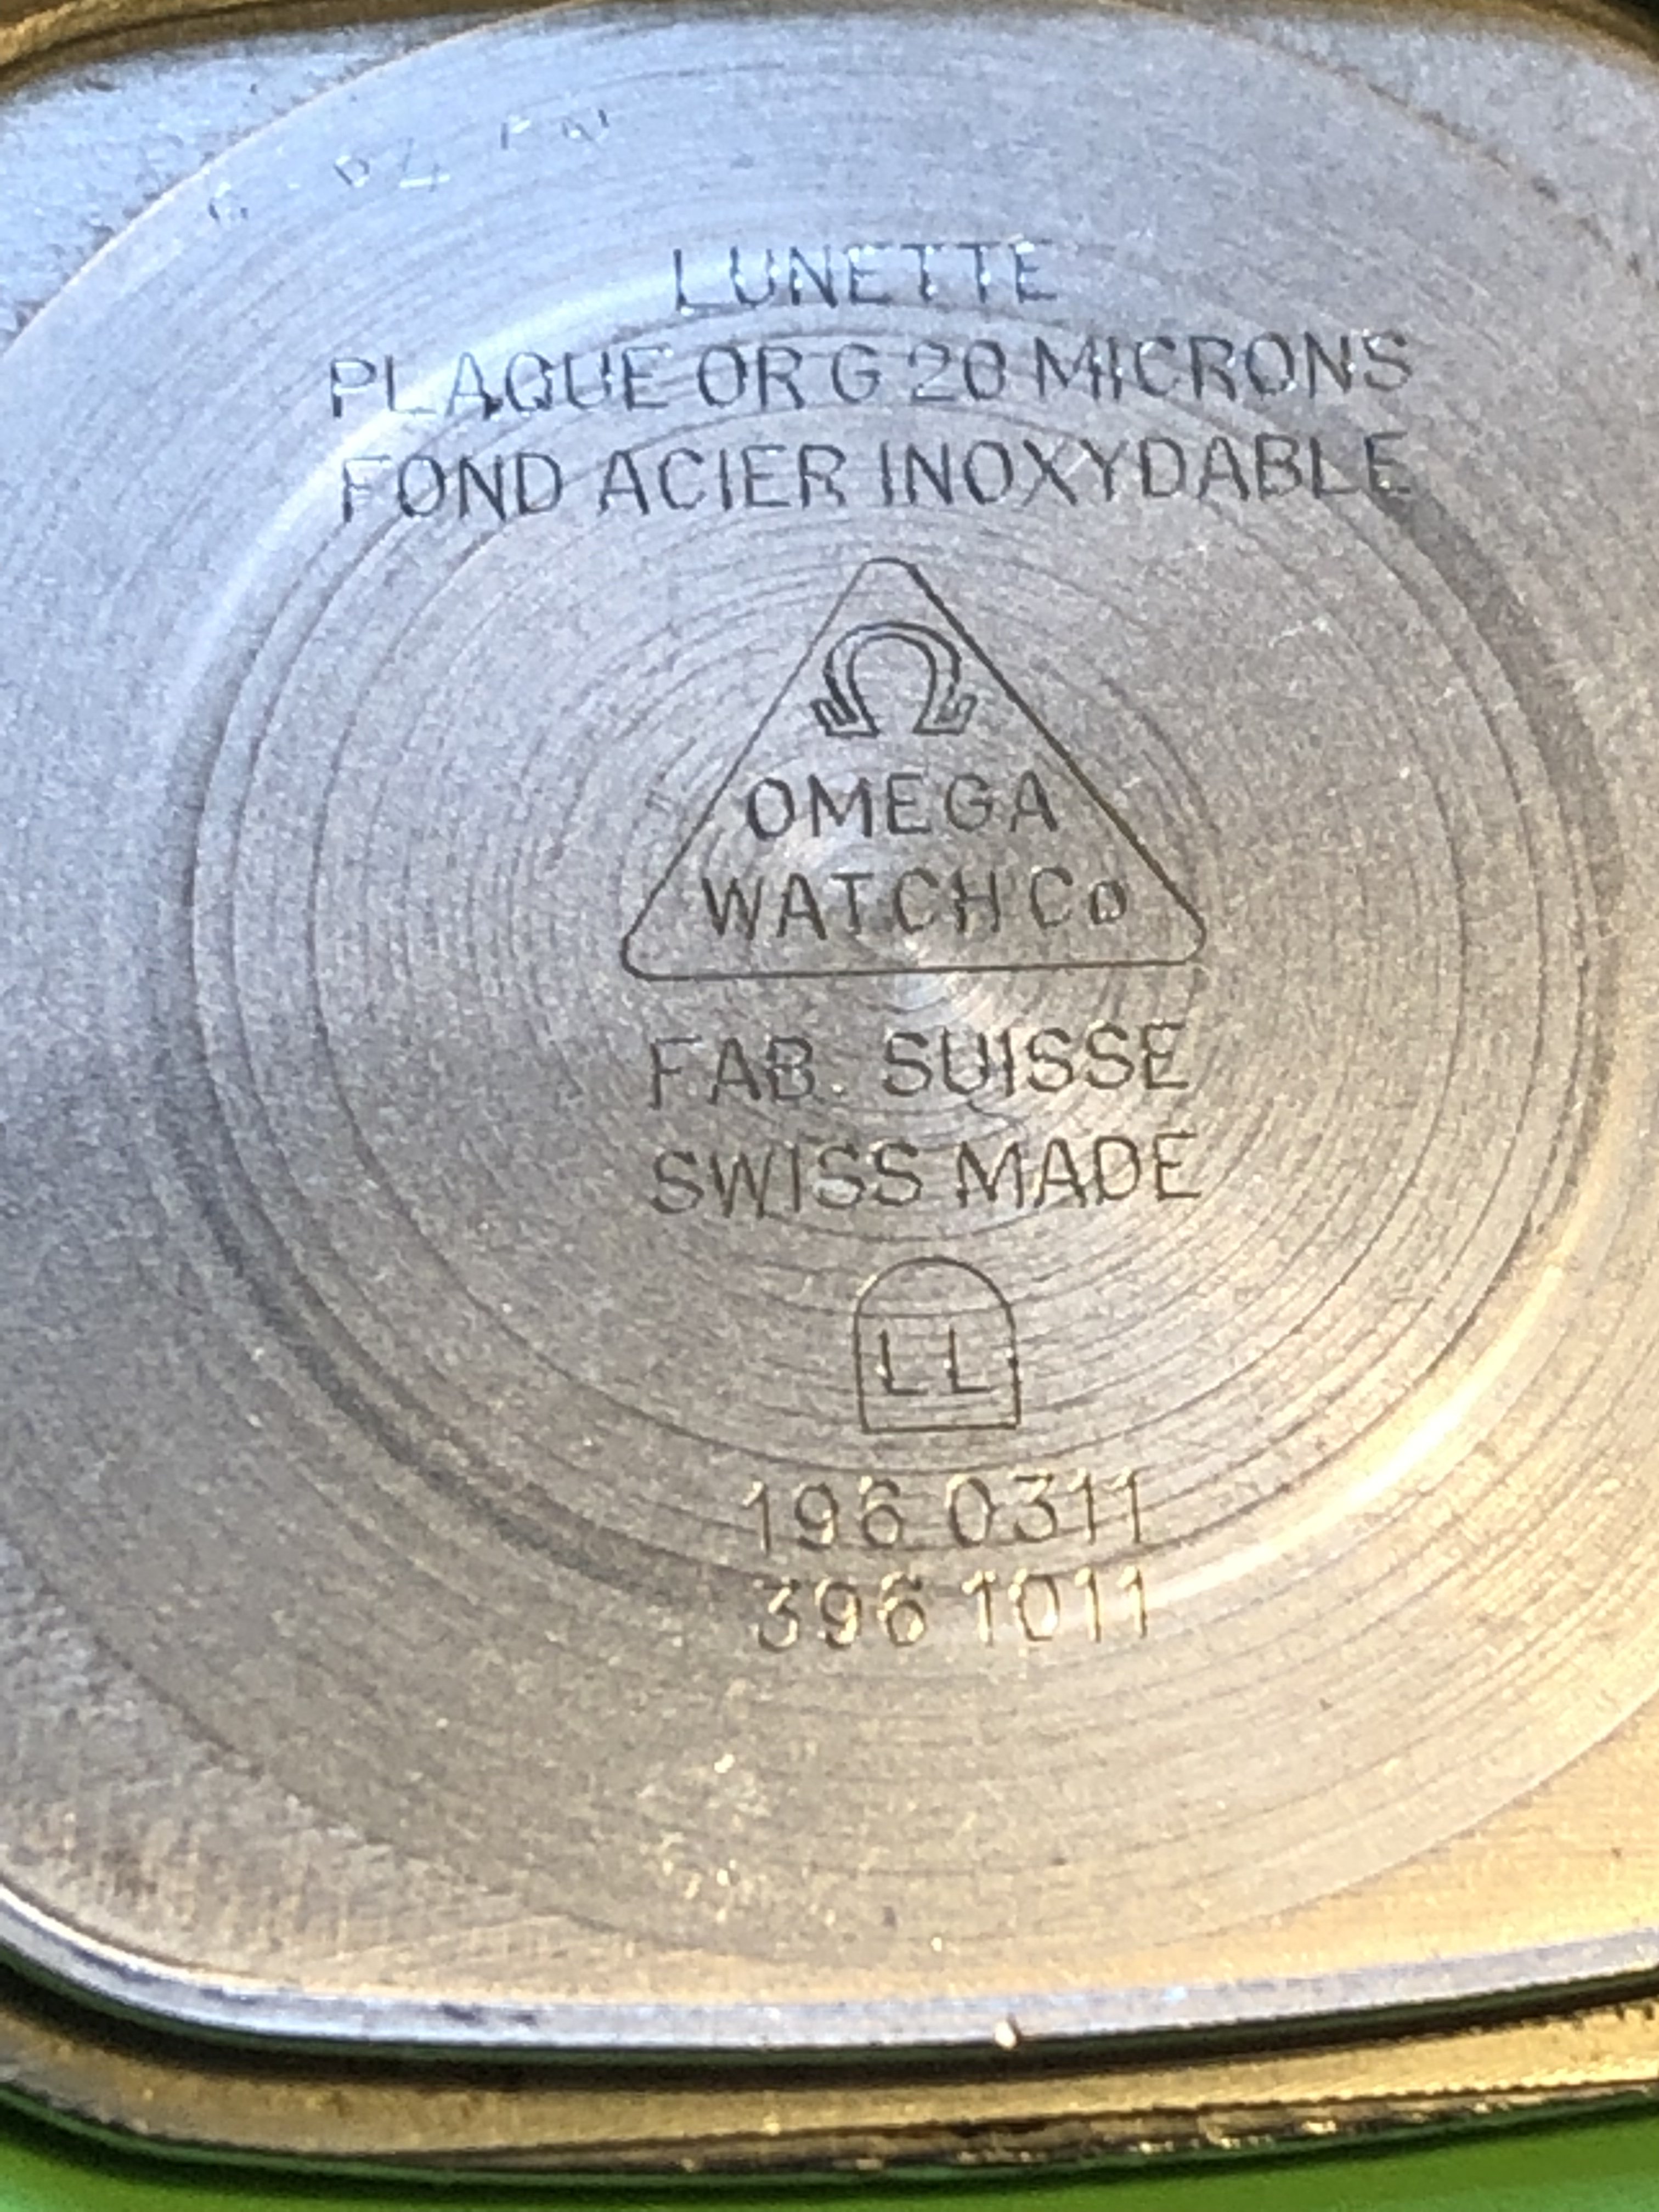 LUNETTE
PLAQUE OR G 20 MICRONS
FOND ACIER INOXYDABLE
Ω
OMEGA
WATCH Co
FAB. SUISSE
SWISS MADE
LL
196 0311
396 1011